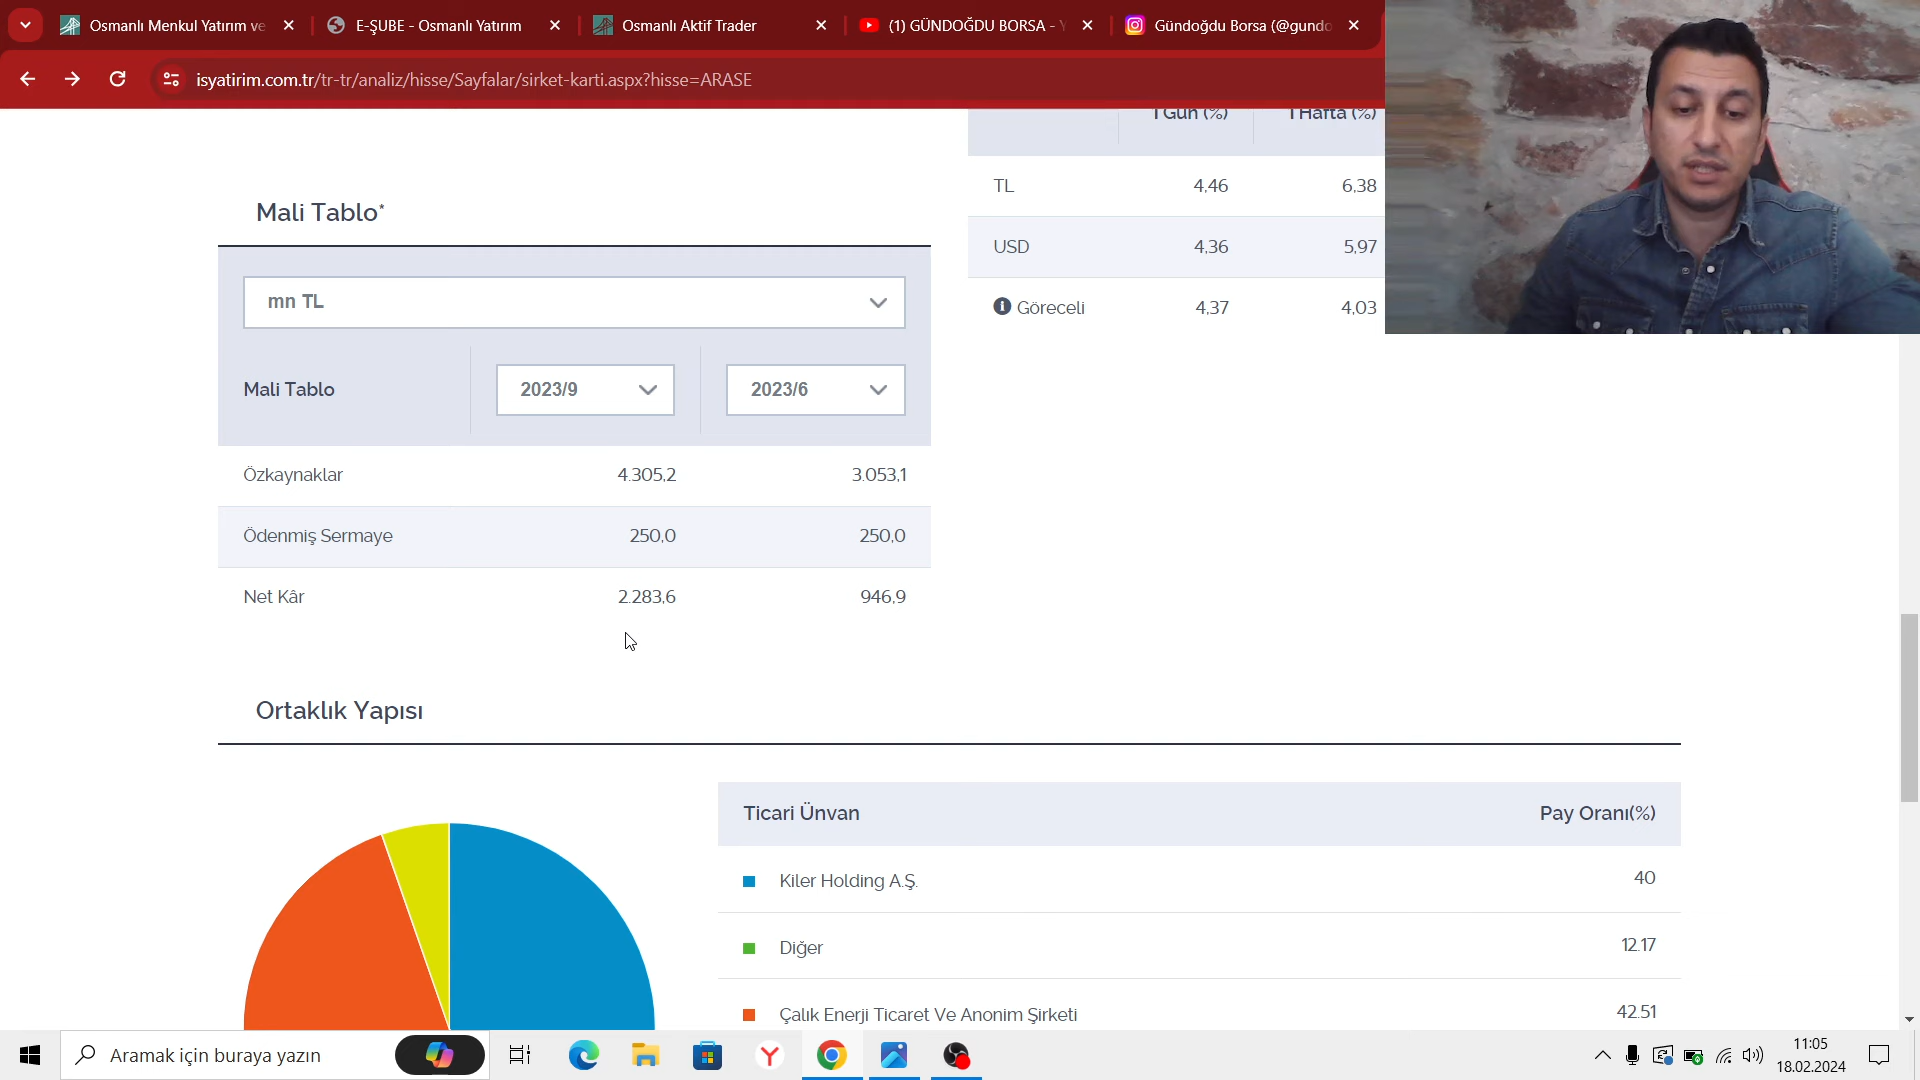 Osmanlı Menkul Yatırım ve
E-ŞUBE - Osmanlı Yatırım
Osmanlı Aktif Trader
(1) GÜNDOĞDU BORSA - Y
Gündoğdu Borsa (@gundo
isyatirim.com.tr/tr-tr/analiz/hisse/Sayfalar/sirket-karti.aspx?hisse=ARASE
1 Gün (%) 1 Hafta (%)
TL 4,46 6,38
USD 4,36 5,97
Göreceli 4,37 4,03
Mali Tablo*
mn TL
Mali Tablo 2023/9 2023/6
Özkaynaklar 4.305,2 3.053,1
Ödenmiş Sermaye 250,0 250,0
Net Kâr 2.283,6 946,9
Ortaklık Yapısı
Ticari Ünvan Pay Oranı(%)
Kiler Holding A.Ş. 40
Diğer 12.17
Çalık Enerji Ticaret Ve Anonim Şirketi 42.51
Aramak için buraya yazın
11:05
18.02.2024